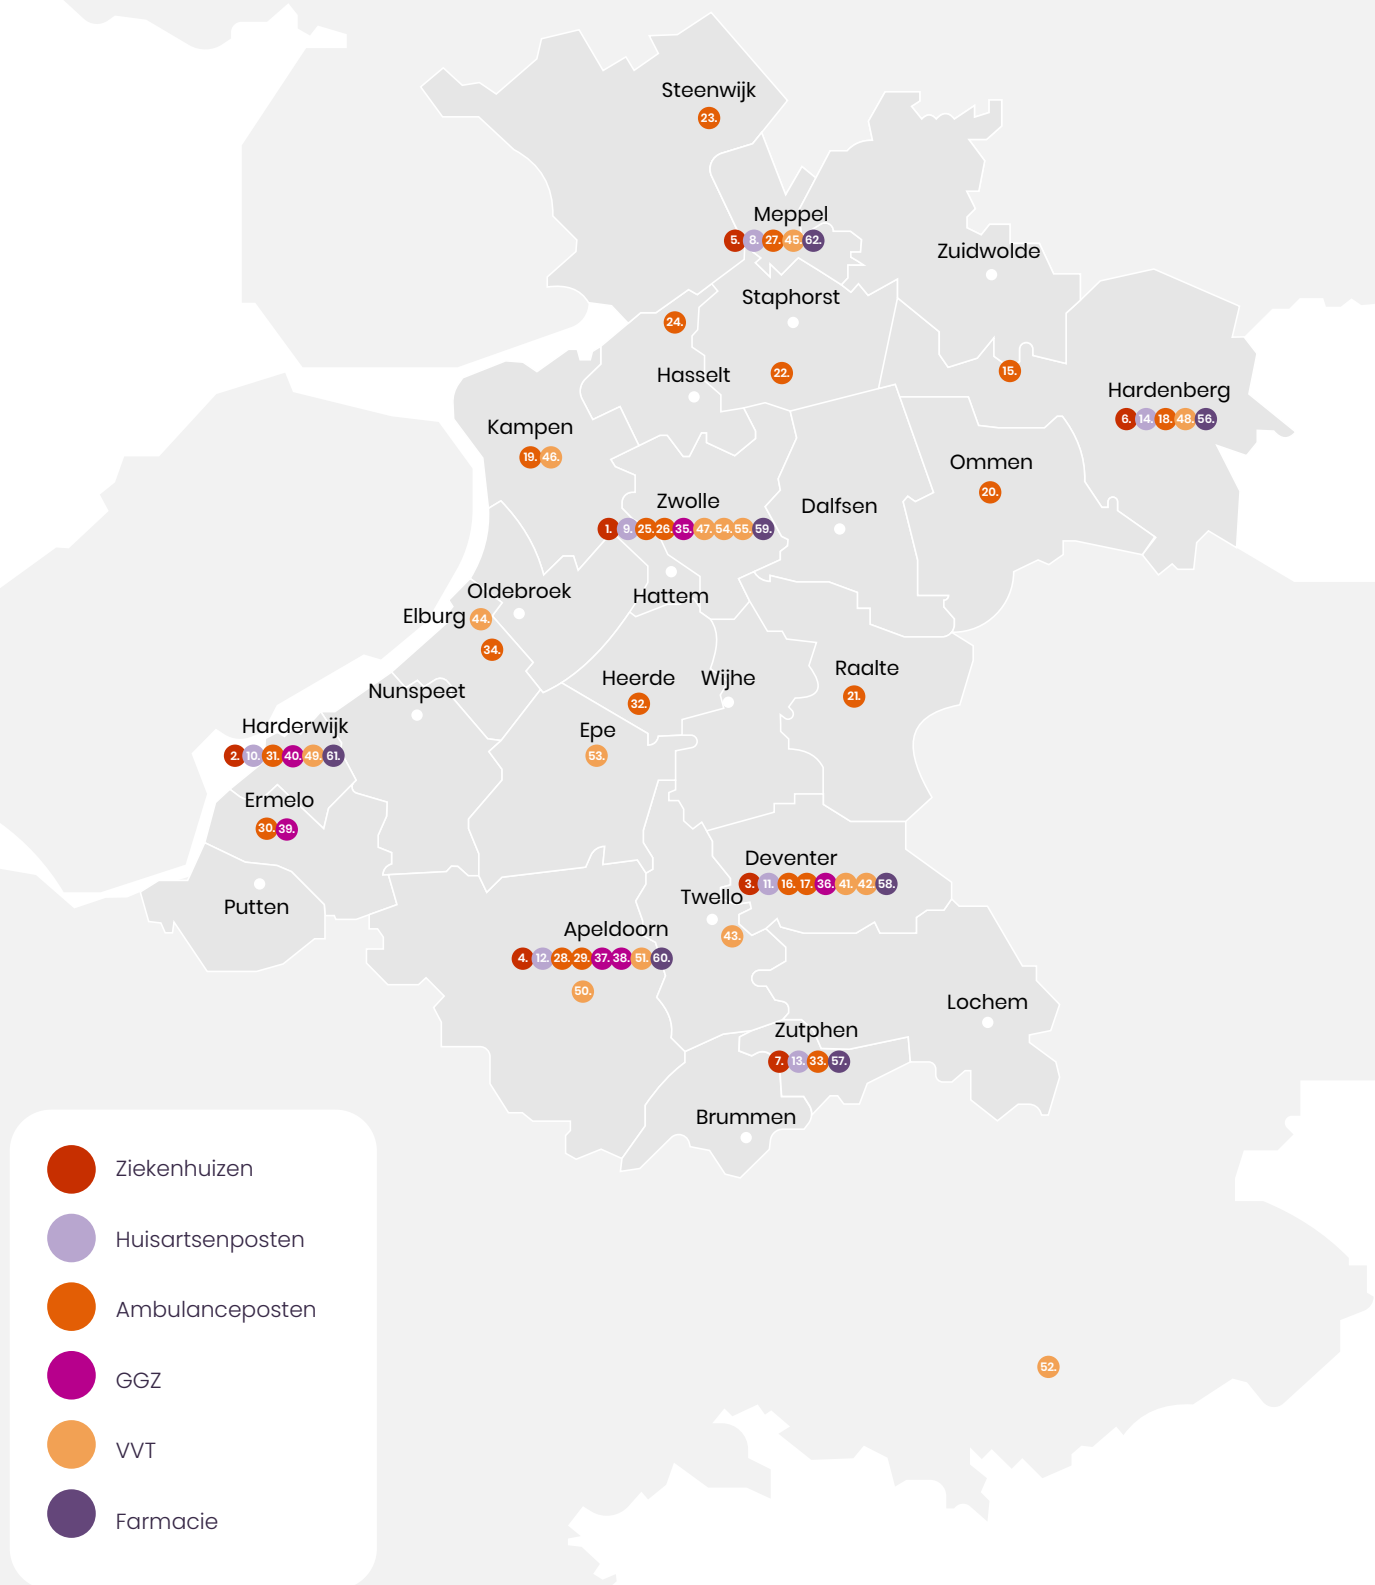 Steenwijk
23.
Meppel
5. 8. 27. 45. 62.
Zuidwolde
Staphorst
24.
22.
15.
Hasselt
Hardenberg
6. 14. 18. 48. 56.
Kampen
19. 46.
Ommen
20.
Zwolle
1. 9. 25. 26. 35. 47. 54. 55. 59.
Dalfsen
Hattem
Oldebroek
Elburg 44.
34.
Nunspeet
Heerde
32.
Wijhe
Raalte
21.
Harderwijk
2. 10. 31. 40. 49. 61.
Epe
53.
Ermelo
30. 39.
Putten
Deventer
3. 11. 16. 17. 36. 41. 42. 58.
Twello
43.
Apeldoorn
4. 12. 28. 29. 37. 38. 51. 60.
50.
Lochem
Zutphen
7. 13. 33. 57.
Brummen
52.
Ziekenhuizen
Huisartsenposten
Ambulanceposten
GGZ
VVT
Farmacie